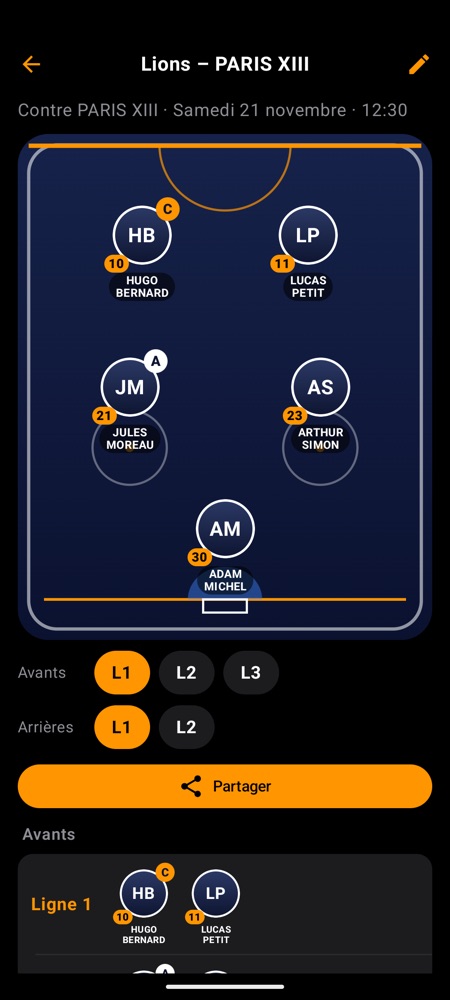 Lions – PARIS XIII
Contre PARIS XIII · Samedi 21 novembre · 12:30
C
HB
LP
10
11
HUGO
BERNARD
LUCAS
PETIT
A
JM
AS
21
23
JULES
MOREAU
ARTHUR
SIMON
AM
30
ADAM
MICHEL
Avants
L1
L2
L3
Arrières
L1
L2
Partager
Avants
Ligne 1
C
HB
LP
10
11
HUGO
BERNARD
LUCAS
PETIT
A